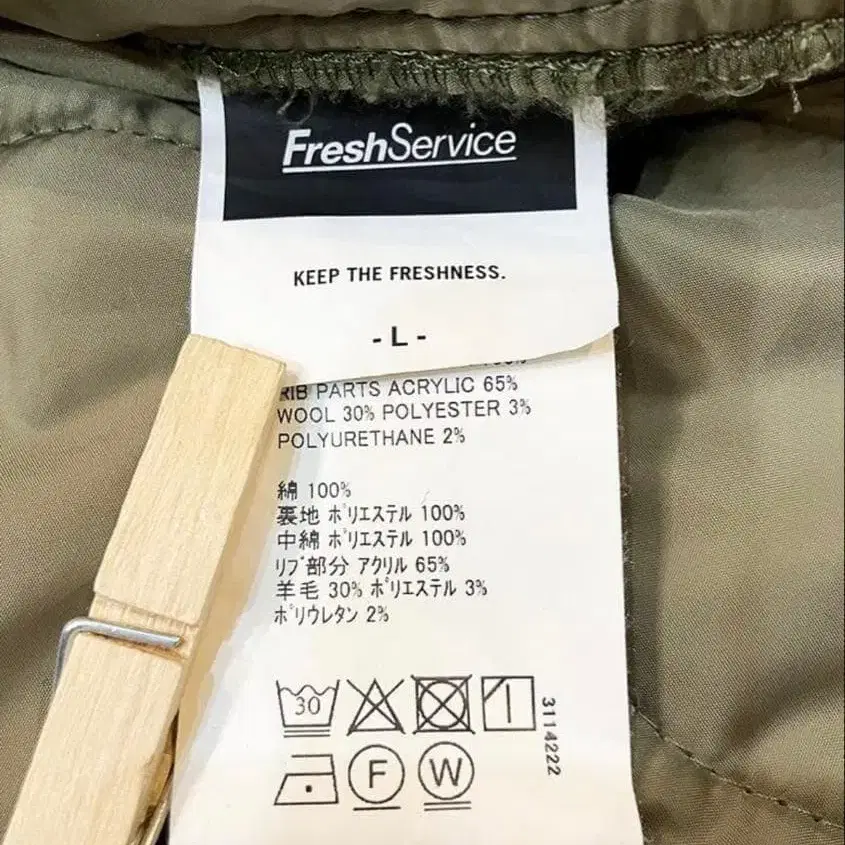 FreshService
KEEP THE FRESHNESS.
- L -
RIB PARTS ACRYLIC 65%
WOOL 30% POLYESTER 3%
POLYURETHANE 2%
綿 100%
裏地 ポリエステル 100%
中綿 ポリエステル 100%
リブ部分 アクリル 65%
羊毛 30% ポリエステル 3%
ポリウレタン 2%
30
3114222
F
W